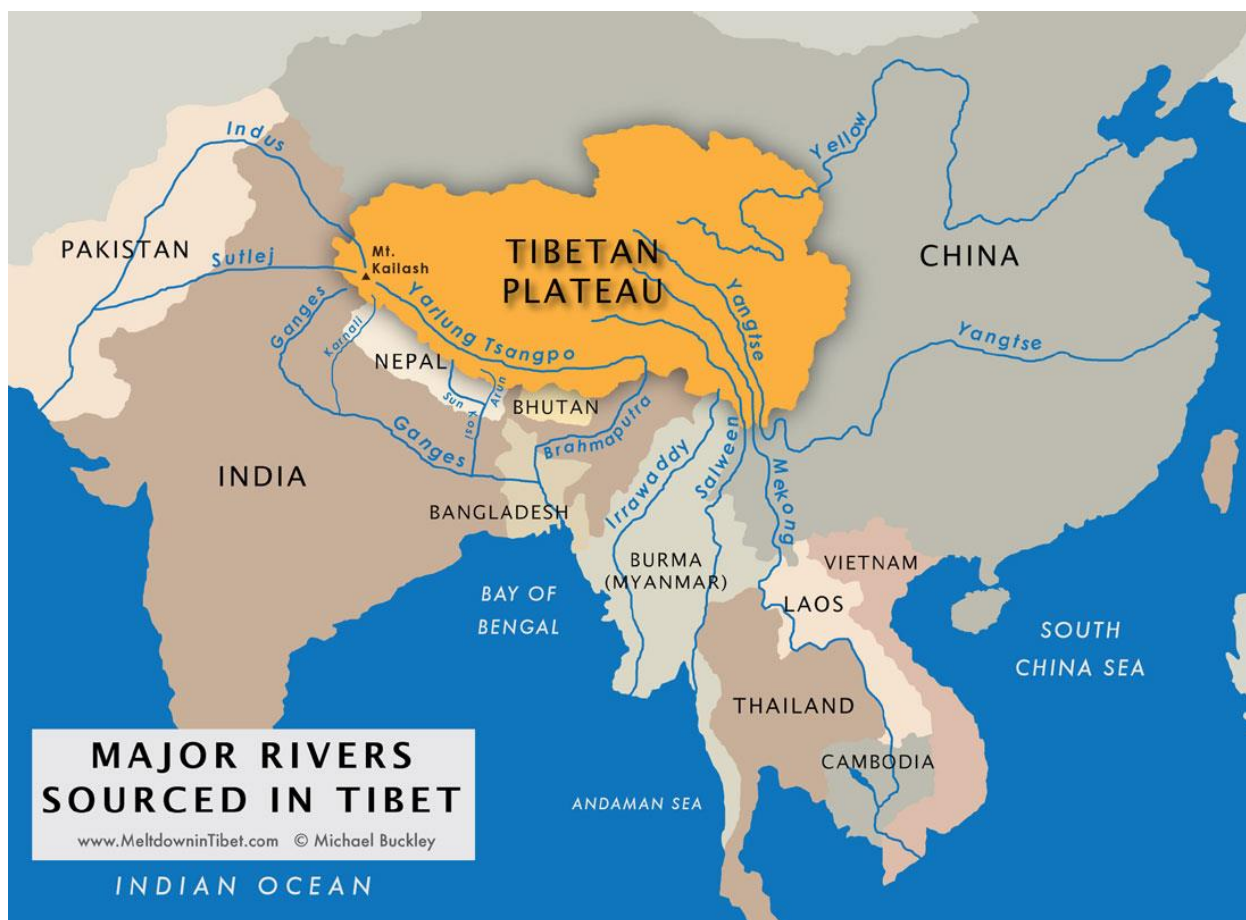 Indus
Yellow
PAKISTAN
Mt.
Kailash
TIBETAN
PLATEAU
CHINA
Sutlej
Ganges
Karnali
Yarlung Tsangpo
Yangtse
Yangtse
NEPAL
Sun Kosi
Arun
BHUTAN
Brahmaputra
Ganges
INDIA
BANGLADESH
Irrawaddy
Salween
Mekong
BURMA
(MYANMAR)
VIETNAM
LAOS
BAY OF
BENGAL
SOUTH
CHINA SEA
THAILAND
CAMBODIA
ANDAMAN SEA
MAJOR RIVERS
SOURCED IN TIBET
www.MeltdowninTibet.com © Michael Buckley
INDIAN OCEAN